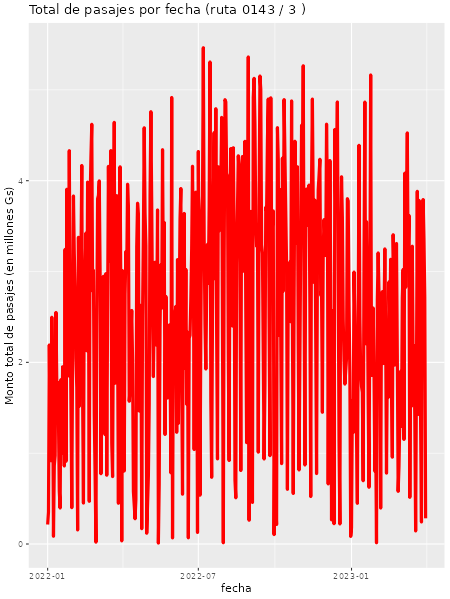 Total de pasajes por fecha (ruta 0143 / 3 )
Monto total de pasajes (en millones Gs)
4
2
0
2022-01 2022-07 2023-01
fecha